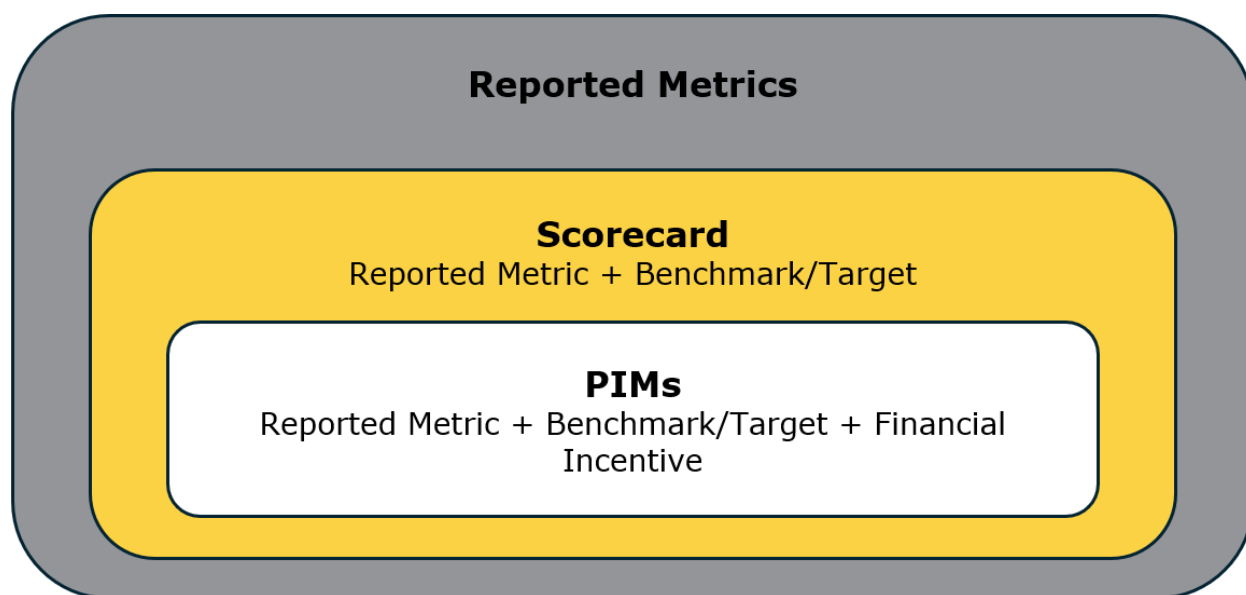 Reported Metrics
Scorecard
Reported Metric + Benchmark/Target
PIMs
Reported Metric + Benchmark/Target + Financial
Incentive